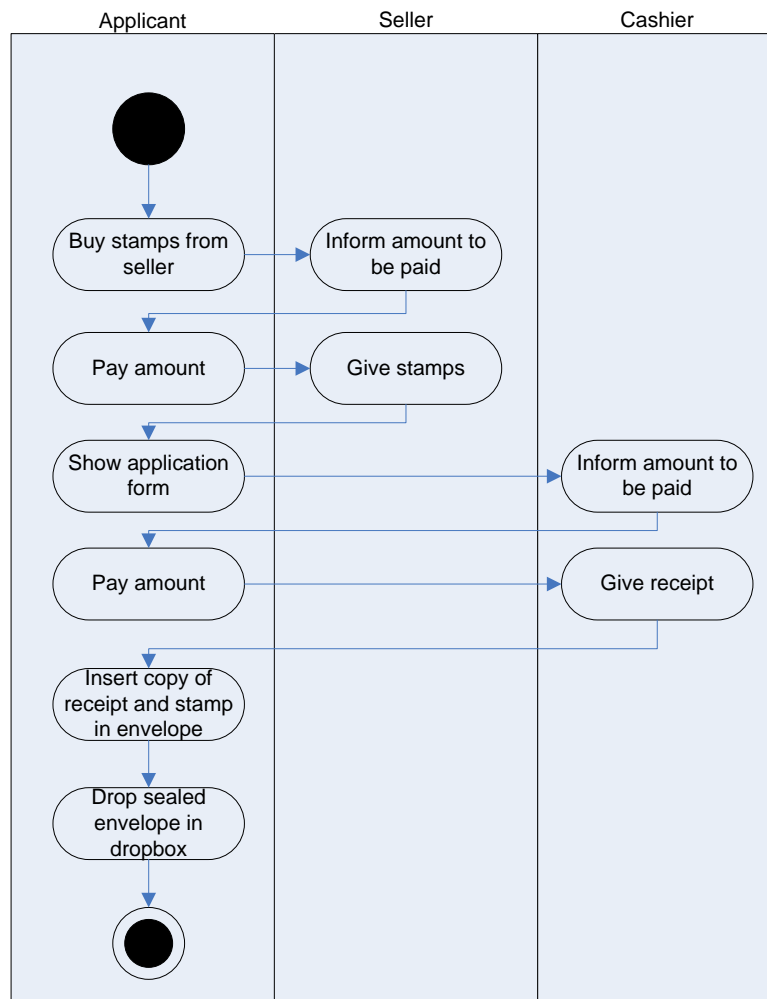 Applicant
Seller
Cashier
Buy stamps from
seller
Inform amount to
be paid
Pay amount
Give stamps
Show application
form
Inform amount to
be paid
Pay amount
Give receipt
Insert copy of
receipt and stamp
in envelope
Drop sealed
envelope in
dropbox